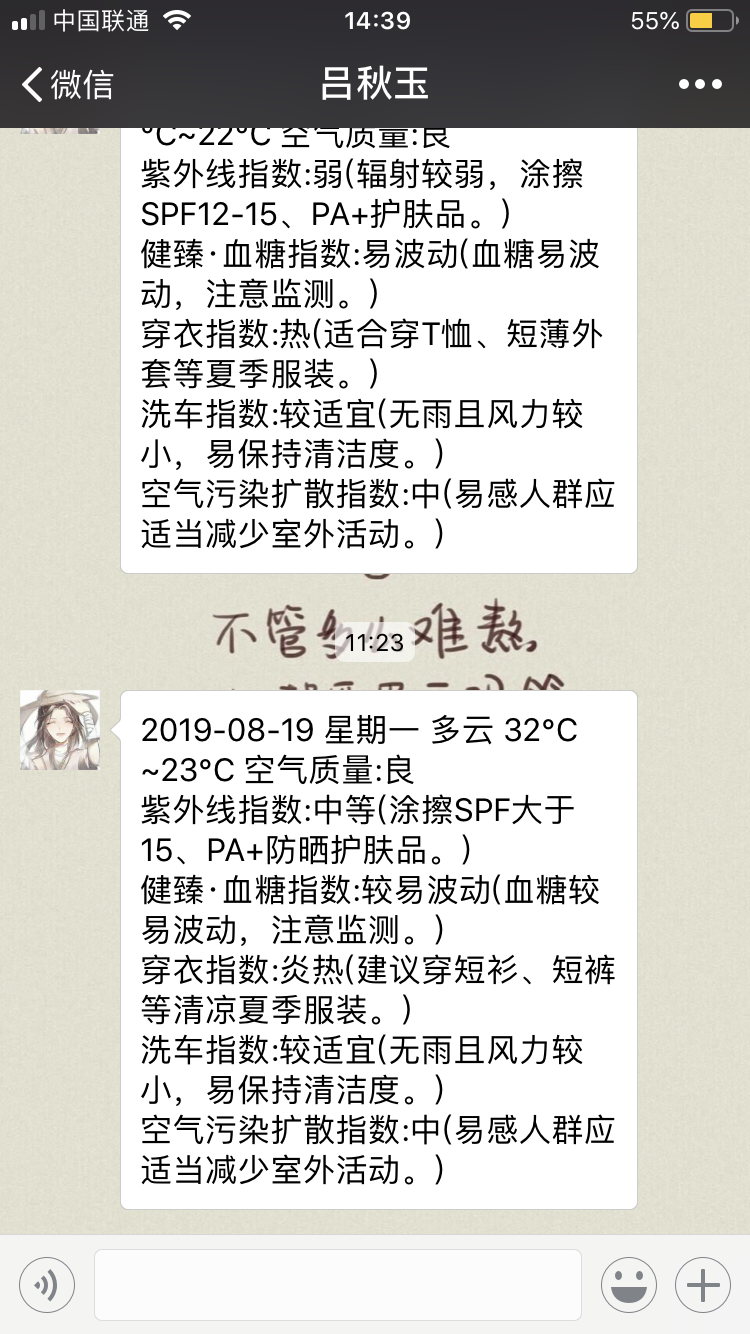 中国联通
14:39
55%
微信
吕秋玉
°C~22°C 空气质量:良
紫外线指数:弱(辐射较弱，涂擦
SPF12-15、PA+护肤品。)
健臻·血糖指数:易波动(血糖易波
动，注意监测。)
穿衣指数:热(适合穿T恤、短薄外
套等夏季服装。)
洗车指数:较适宜(无雨且风力较
小，易保持清洁度。)
空气污染扩散指数:中(易感人群应
适当减少室外活动。)
不管多 难熬。
11:23
2019-08-19 星期一 多云 32°C
~23°C 空气质量:良
紫外线指数:中等(涂擦SPF大于
15、PA+防晒护肤品。)
健臻·血糖指数:较易波动(血糖较
易波动，注意监测。)
穿衣指数:炎热(建议穿短衫、短裤
等清凉夏季服装。)
洗车指数:较适宜(无雨且风力较
小，易保持清洁度。)
空气污染扩散指数:中(易感人群应
适当减少室外活动。)